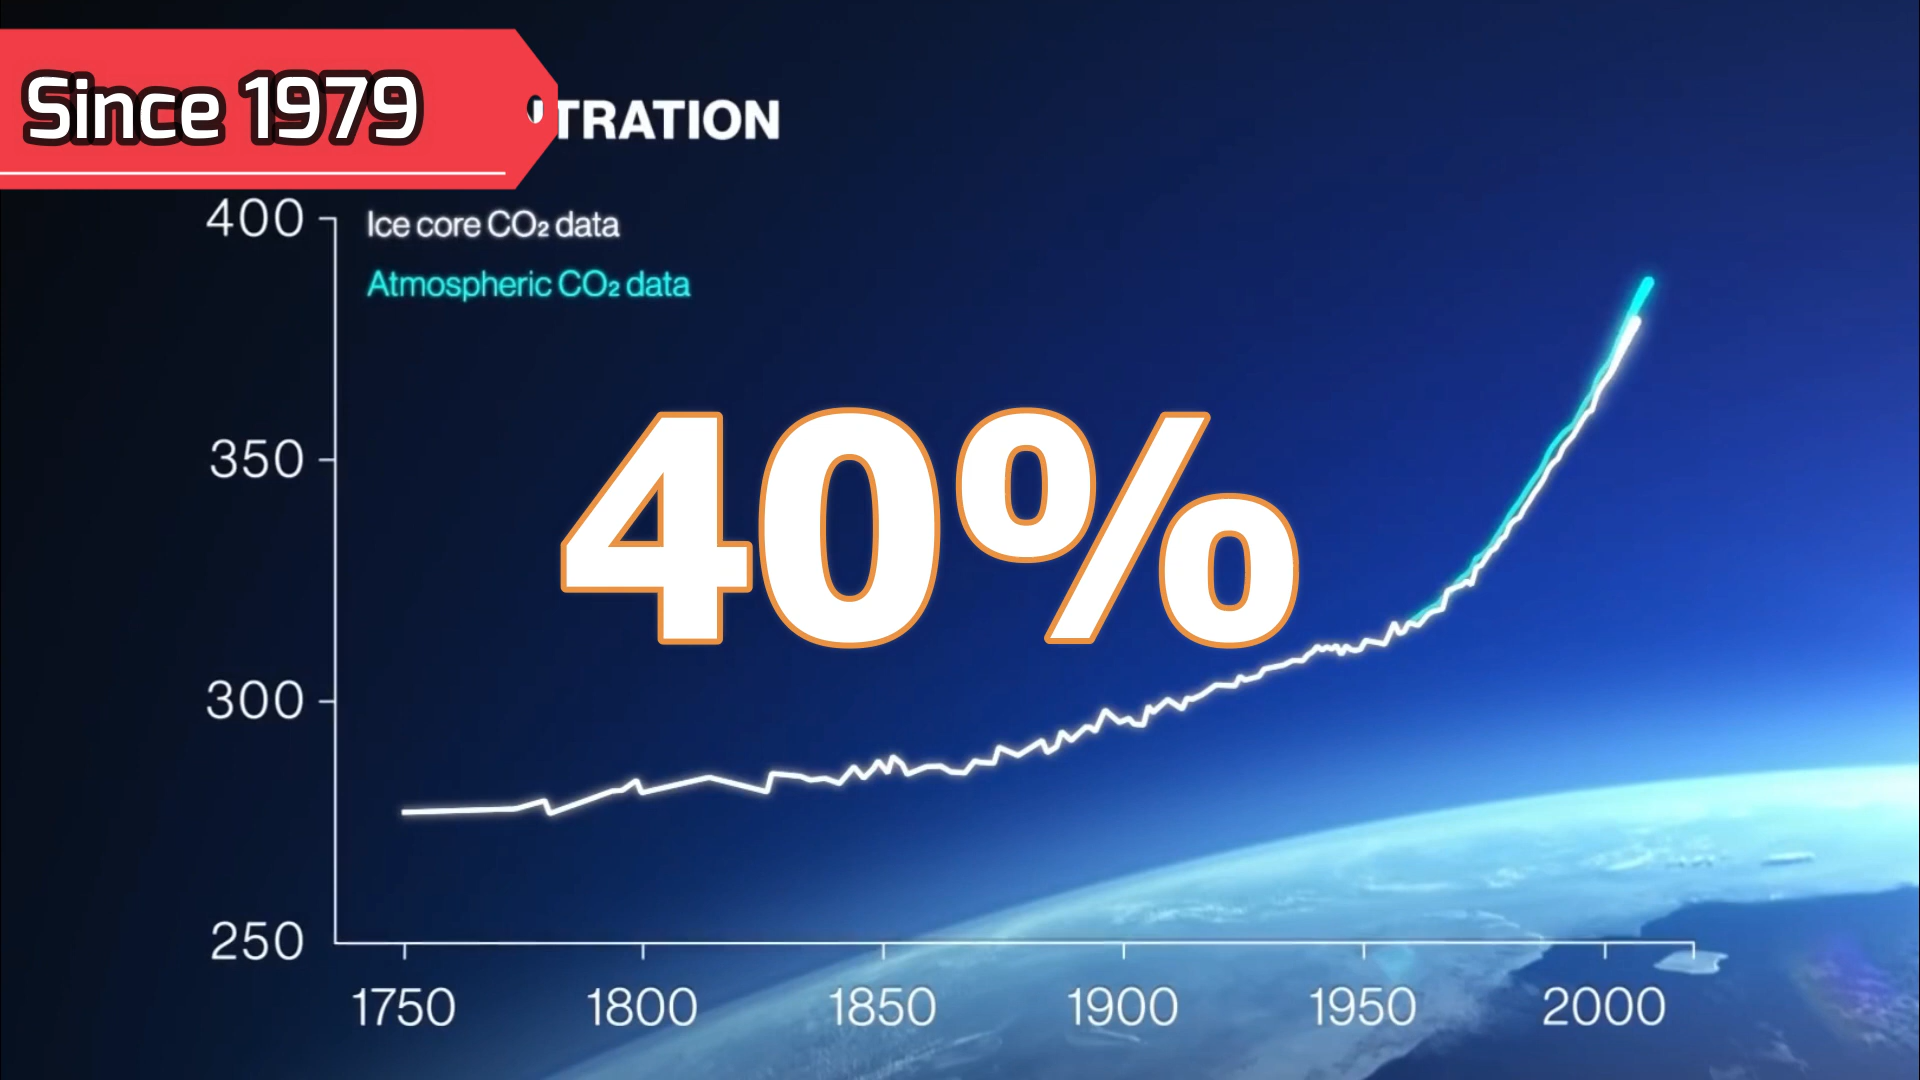 Since 1979
TRATION
400
Ice core CO₂ data
Atmospheric CO₂ data
350
40%
300
250
1750 1800 1850 1900 1950 2000